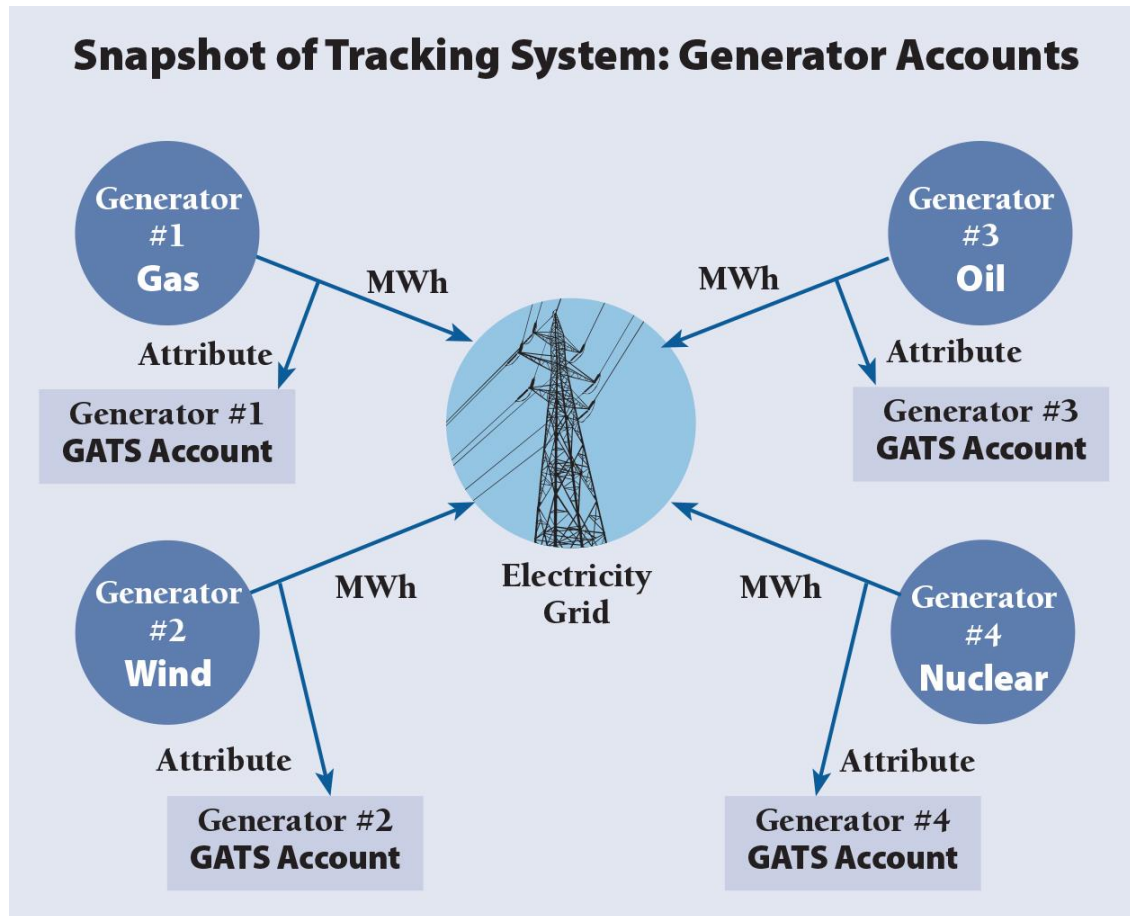 Snapshot of Tracking System: Generator Accounts
Generator
#1
Gas
MWh
Attribute
Generator #1
GATS Account
Generator
#3
Oil
MWh
Attribute
Generator #3
GATS Account
Generator
#2
Wind
MWh
Attribute
Generator #2
GATS Account
Electricity
Grid
Generator
#4
Nuclear
MWh
Attribute
Generator #4
GATS Account